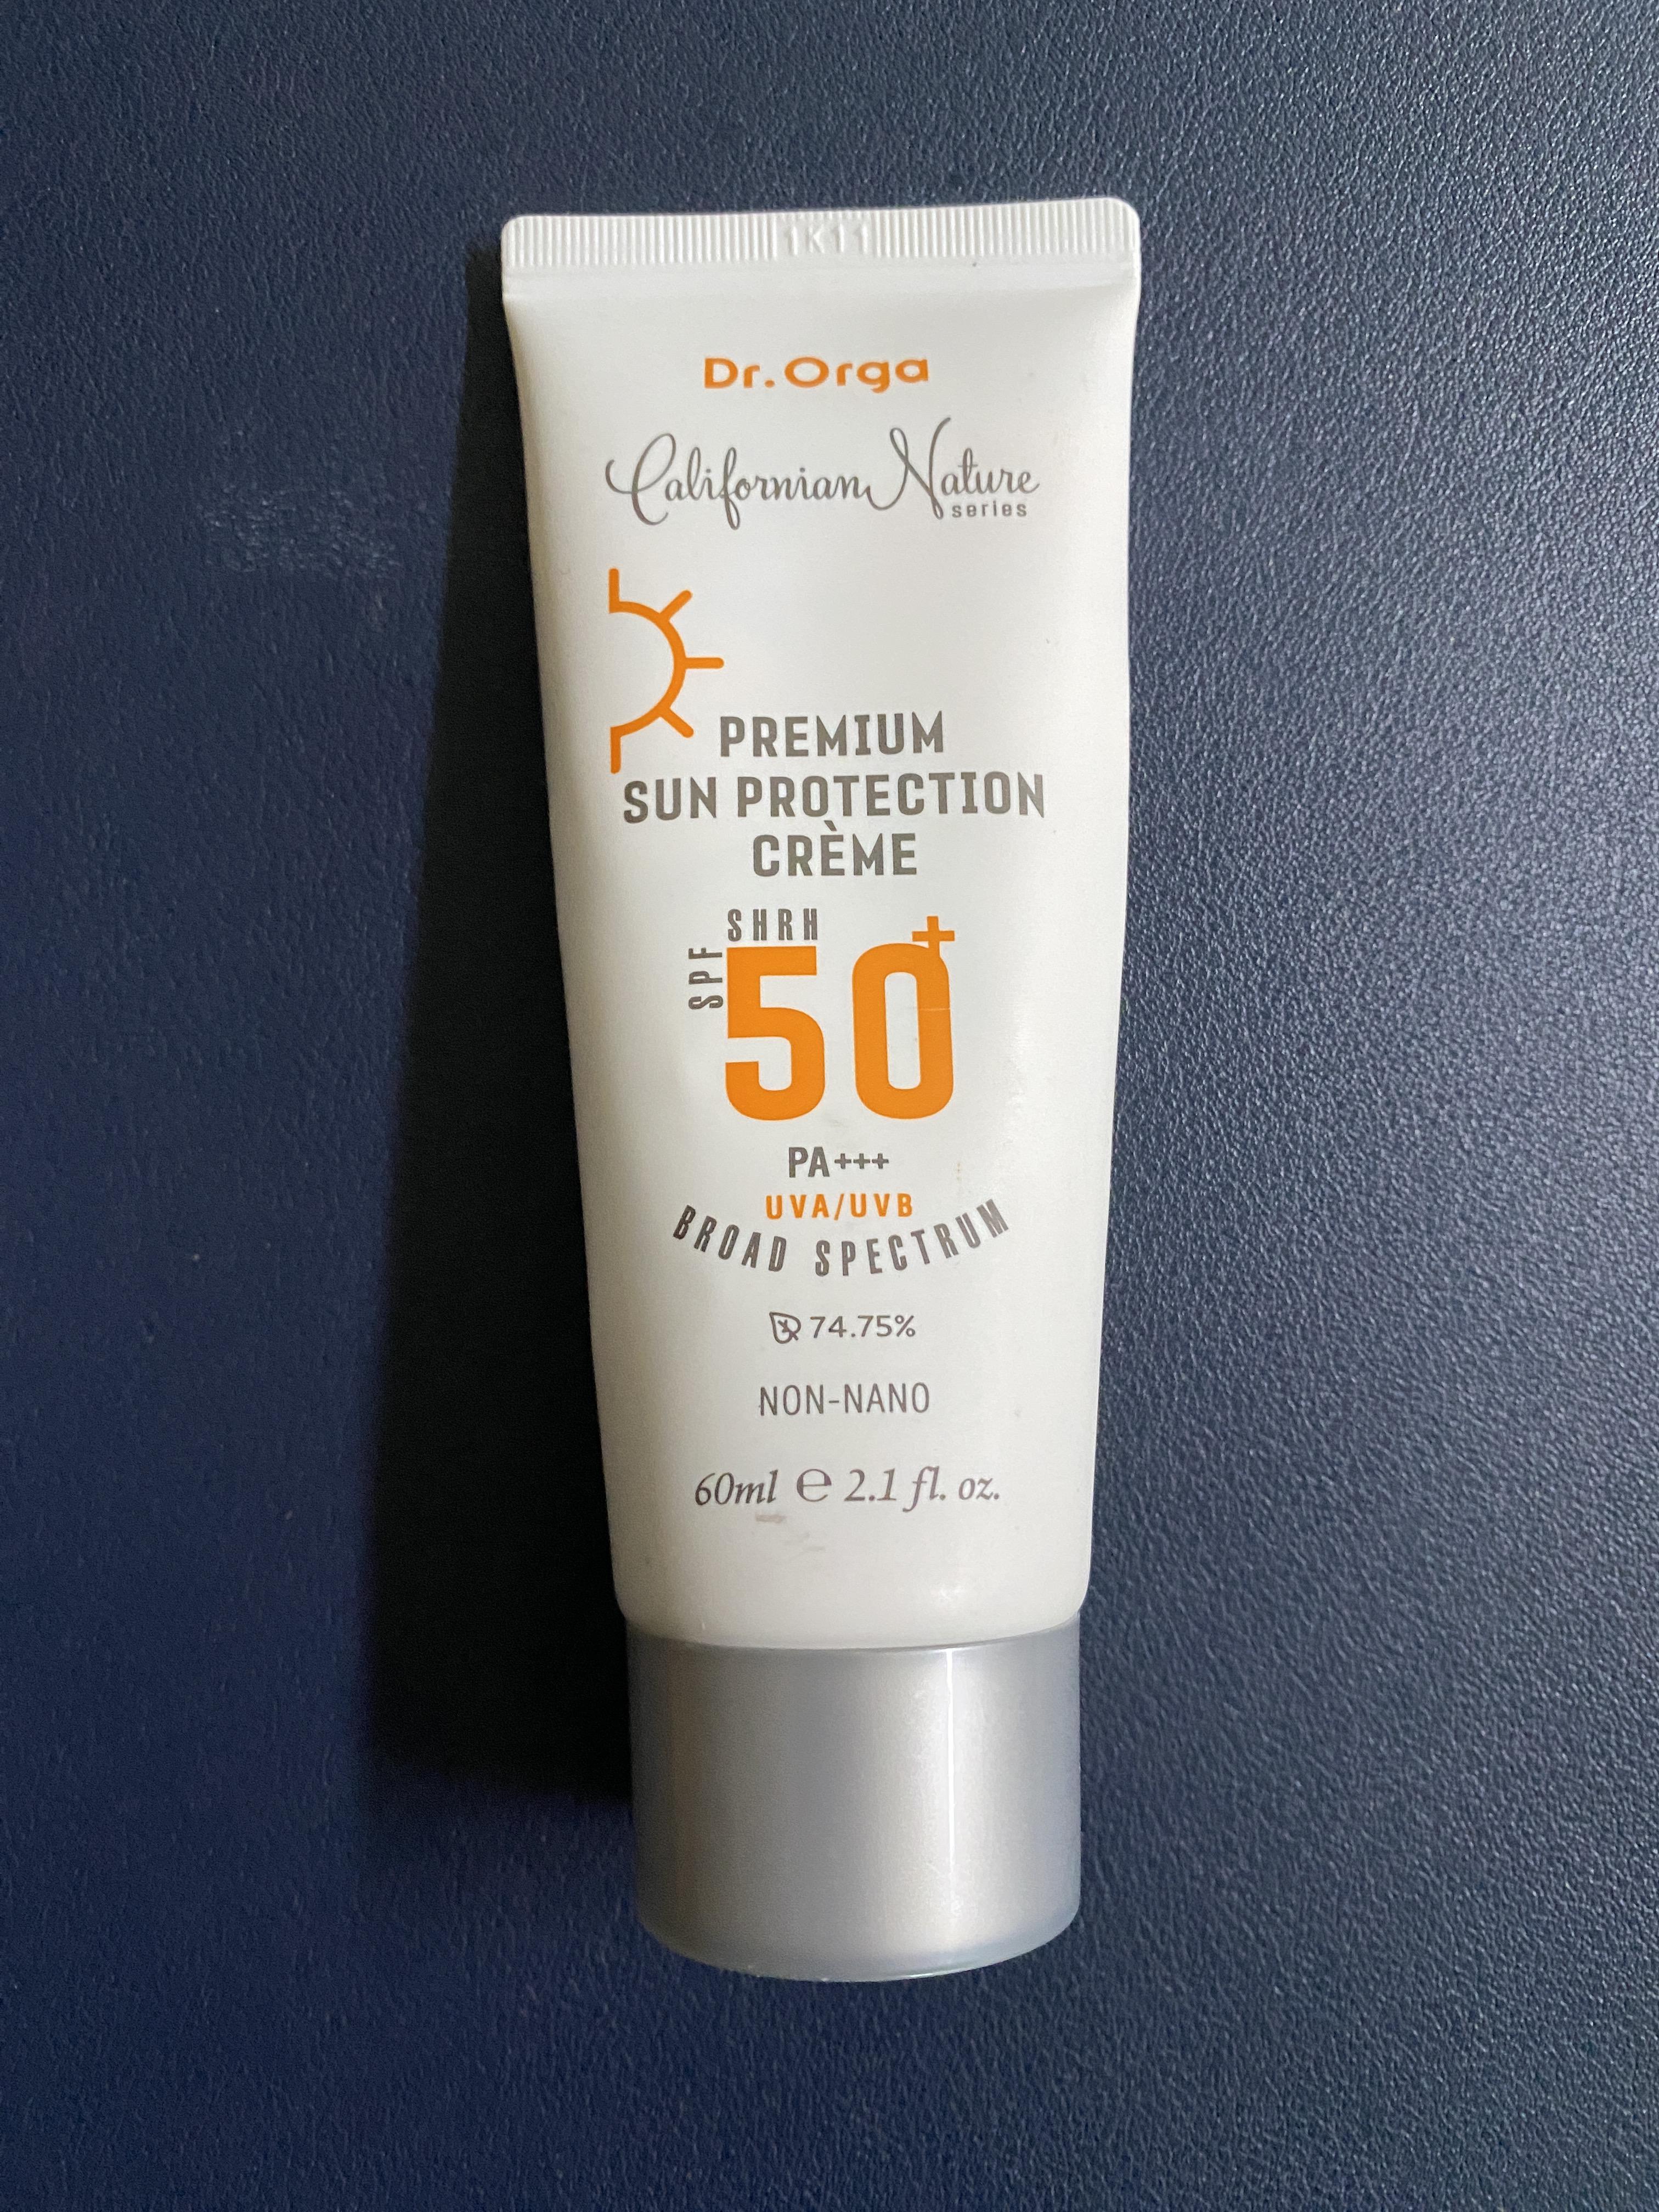 1K11
Dr.Orga
Californian Nature
series
PREMIUM
SUN PROTECTION
CRÈME
SHRH
SPF 50+
PA+++
UVA/UVB
BROAD SPECTRUM
74.75%
NON-NANO
60ml ℮ 2.1 fl. oz.